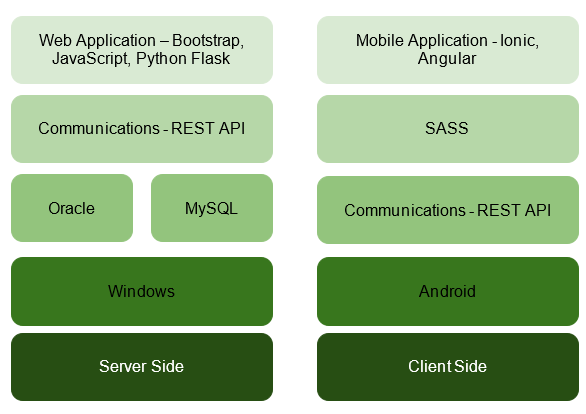 Web Application – Bootstrap,
JavaScript, Python Flask
Communications - REST API
Oracle
MySQL
Windows
Server Side
Mobile Application - Ionic,
Angular
SASS
Communications - REST API
Android
Client Side